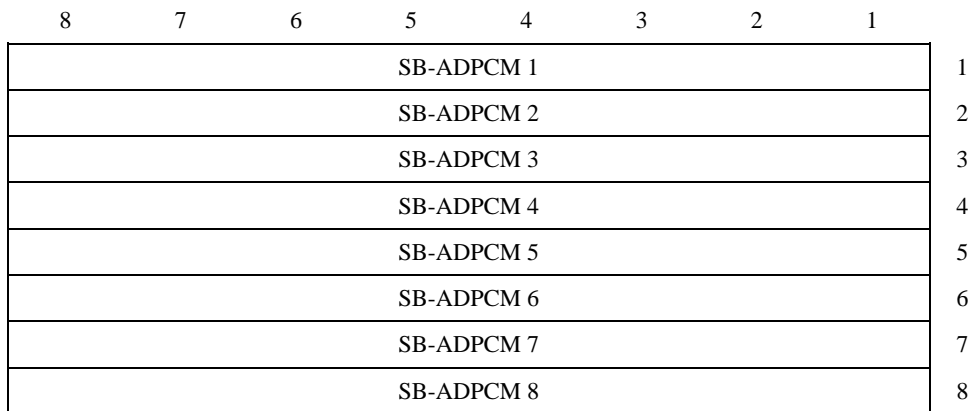 8 7 6 5 4 3 2 1
SB-ADPCM 1 1
SB-ADPCM 2 2
SB-ADPCM 3 3
SB-ADPCM 4 4
SB-ADPCM 5 5
SB-ADPCM 6 6
SB-ADPCM 7 7
SB-ADPCM 8 8